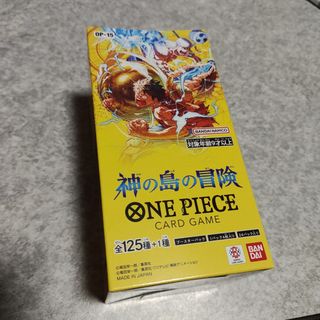 OP-15
BANDAI NAMCO
対象年齢9才以上
神の島の冒険
ONE PIECE
CARD GAME
全125種+1種
ブースターパック
BANDAI
MADE IN JAPAN